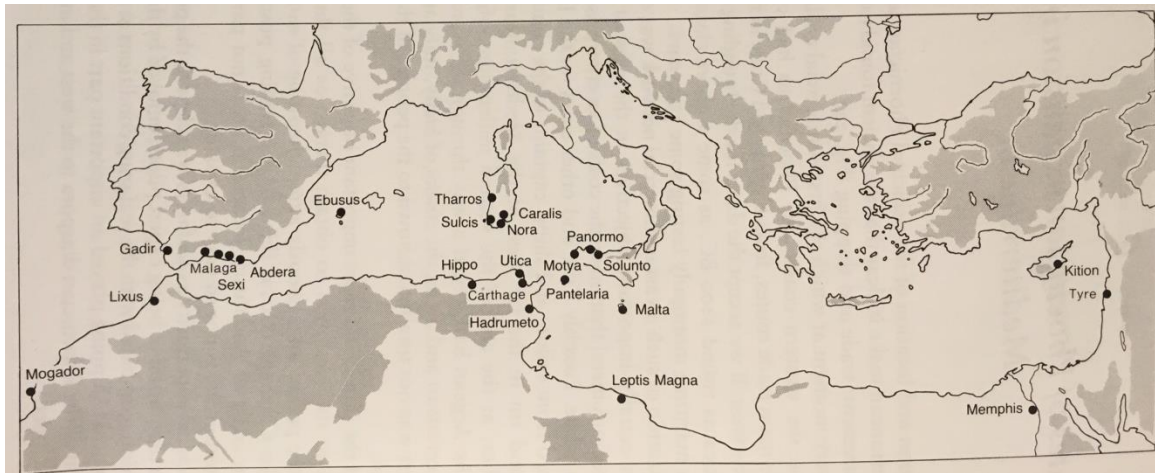 Ebusus
Tharros
Caralis
Sulcis
Nora
Gadir
Malaga
Sexi
Abdera
Lixus
Mogador
Hippo
Utica
Carthage
Hadrumeto
Panormo
Motya
Solunto
Pantelaria
Malta
Leptis Magna
Kition
Tyre
Memphis